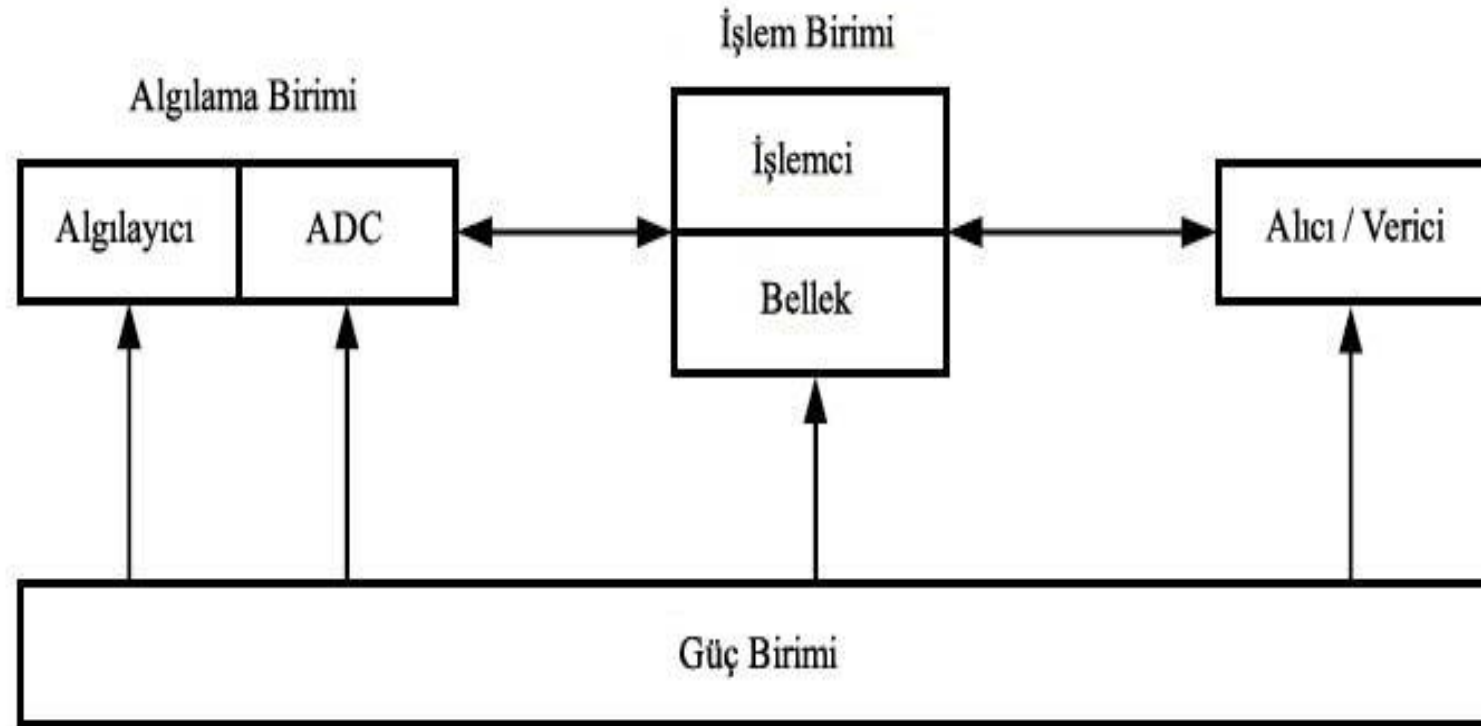 İşlem Birimi
Algılama Birimi
İşlemci
Algılayıcı
ADC
Alıcı / Verici
Bellek
Güç Birimi